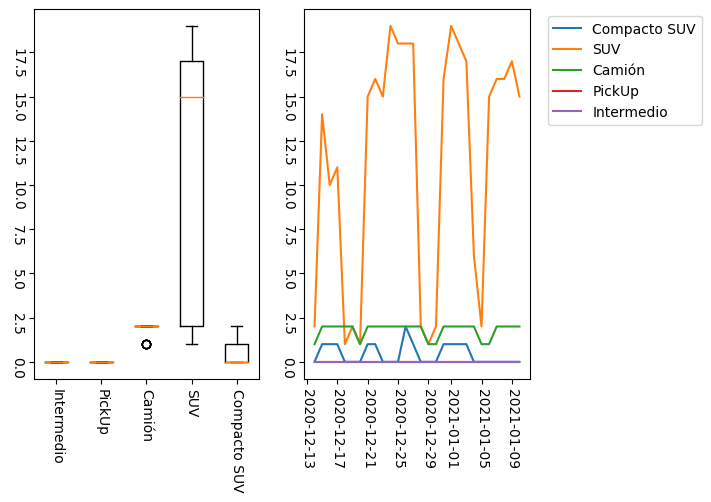 17.5
15.0
12.5
10.0
7.5
5.0
2.5
0.0
Intermedio
PickUp
Camión
SUV
Compacto SUV
17.5
15.0
12.5
10.0
7.5
5.0
2.5
0.0
2020-12-13
2020-12-17
2020-12-21
2020-12-25
2020-12-29
2021-01-01
2021-01-05
2021-01-09
Compacto SUV
SUV
Camión
PickUp
Intermedio